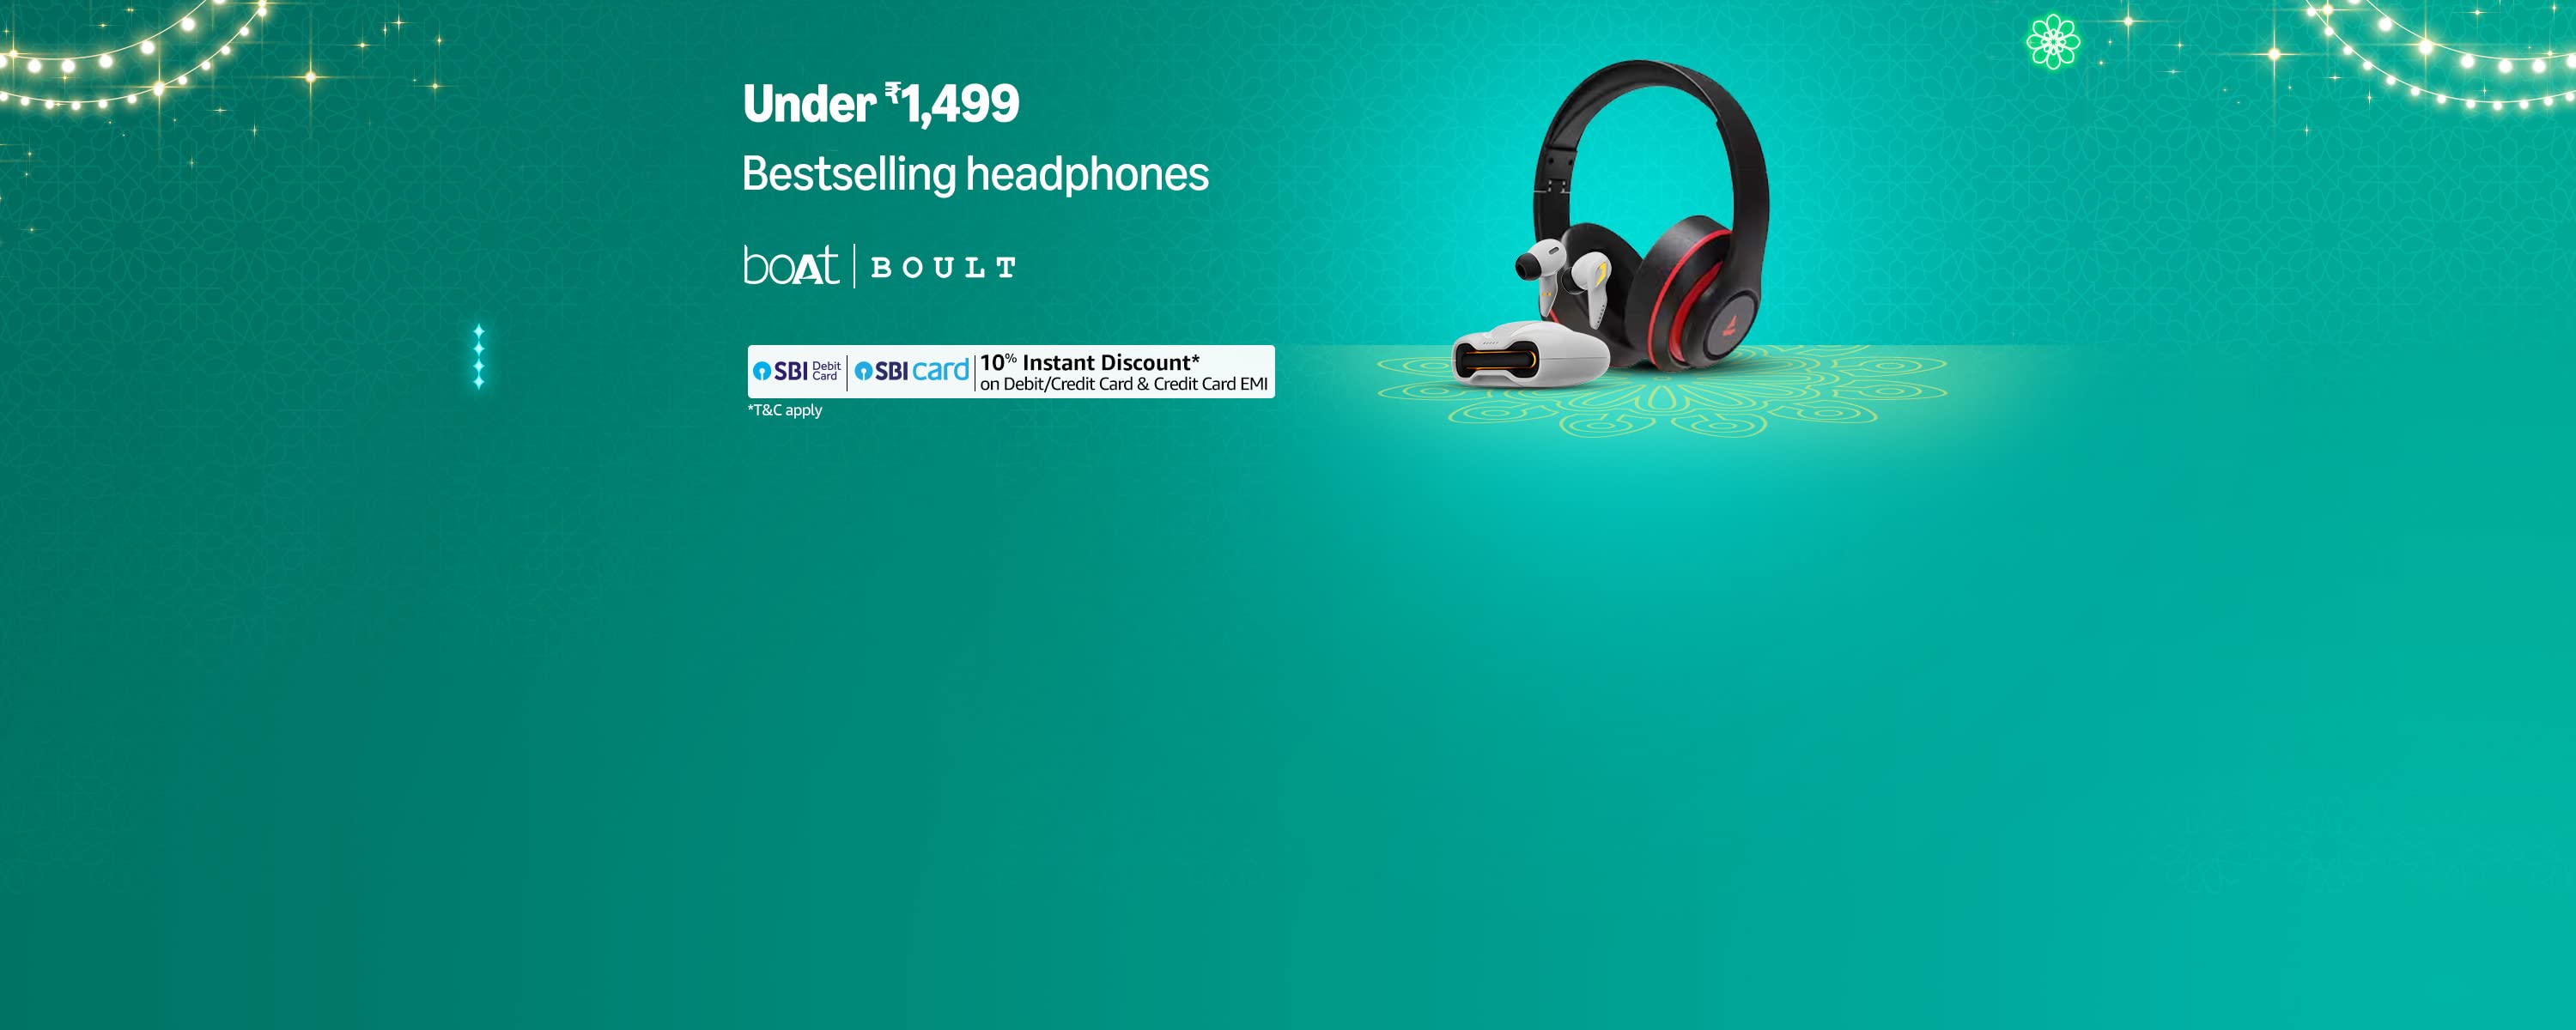 Under ₹1,499
Bestselling headphones
boAt | BOULT
SBI Debit Card | SBI card | 10% Instant Discount*
on Debit/Credit Card & Credit Card EMI
*T&C apply